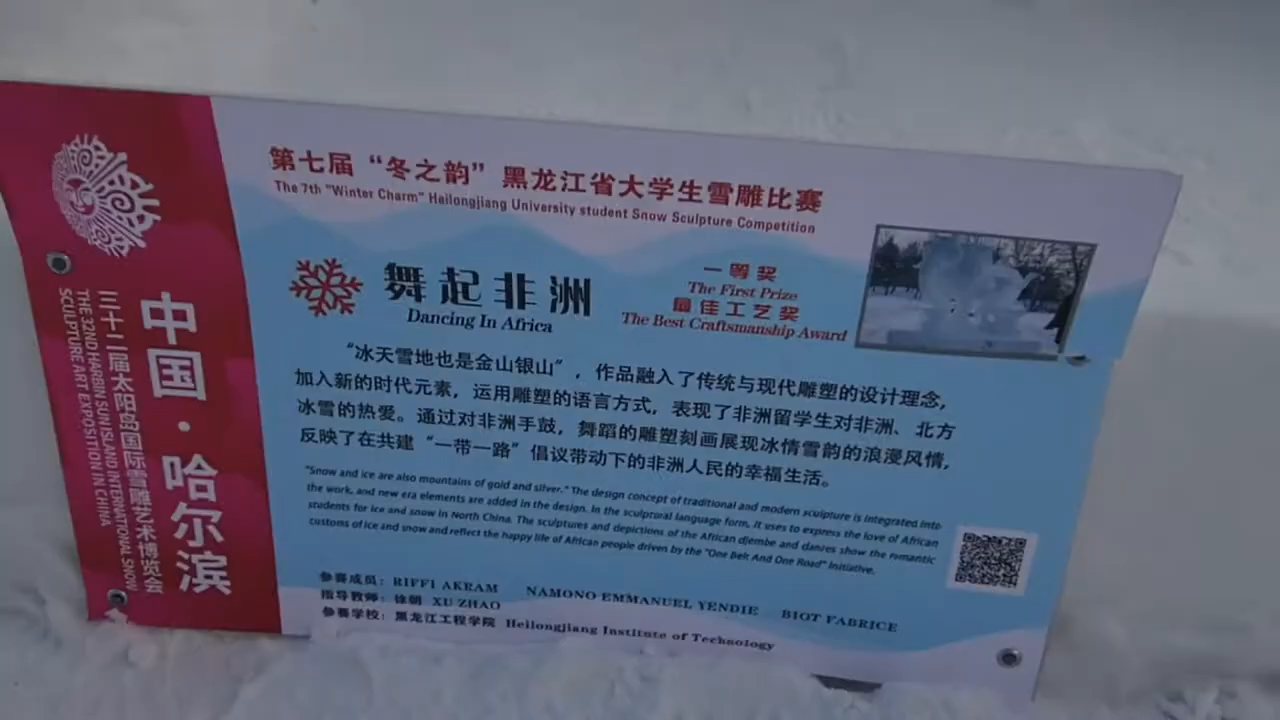 中国·哈尔滨
三十二届太阳岛国际雪雕艺术博览会
THE 32ND HARBIN SUN ISLAND INTERNATIONAL SNOW
SCULPTURE ART EXPOSITION IN CHINA
第七届“冬之韵”黑龙江省大学生雪雕比赛
The 7th "Winter Charm" Heilongjiang University student Snow Sculpture Competition
舞起非洲
Dancing In Africa
一等奖
The First Prize
最佳工艺奖
The Best Craftsmanship Award
“冰天雪地也是金山银山”，作品融入了传统与现代雕塑的设计理念，
加入新的时代元素，运用雕塑的语言方式，表现了非洲留学生对非洲、北方
冰雪的热爱。通过对非洲手鼓，舞蹈的雕塑刻画展现冰情雪韵的浪漫风情，
反映了在共建“一带一路”倡议带动下的非洲人民的幸福生活。
"Snow and ice are also mountains of gold and silver." The design concept of traditional and modern sculpture is integrated into
the work, and new era elements are added in the design. In the sculptural language form, it uses to express the love of African
students for ice and snow in North China. The sculptures and depictions of the African djembe and dances show the romantic
customs of ice and snow and reflect the happy life of African people driven by the "One Belt And One Road" Initiative.
参赛成员：RIFFI AKRAM NAMONO EMMANUEL YENDIE BIOT FABRICE
指导教师：徐朝 XU ZHAO
参赛学校：黑龙江工程学院 Heilongjiang Institute of Technology